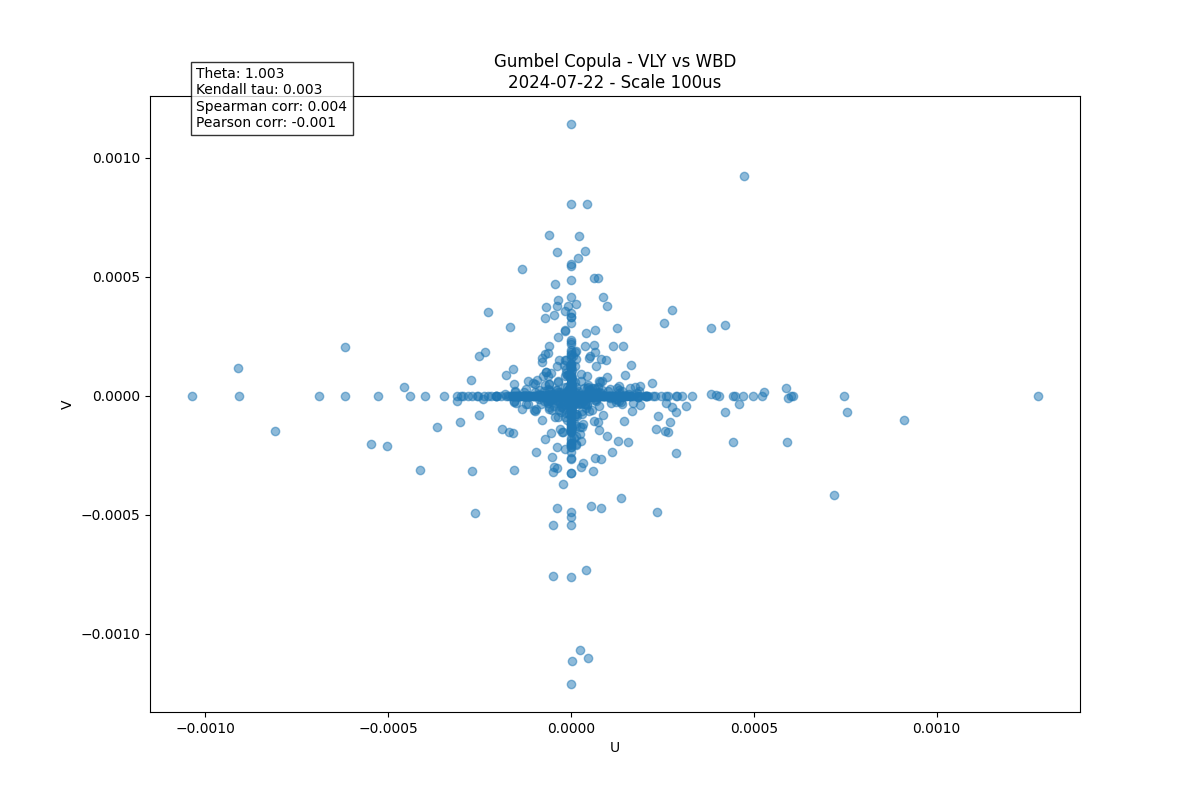 Gumbel Copula - VLY vs WBD
2024-07-22 - Scale 100us
Theta: 1.003
Kendall tau: 0.003
Spearman corr: 0.004
Pearson corr: -0.001
V
0.0010
0.0005
0.0000
−0.0005
−0.0010
−0.0010 −0.0005 0.0000 0.0005 0.0010
U